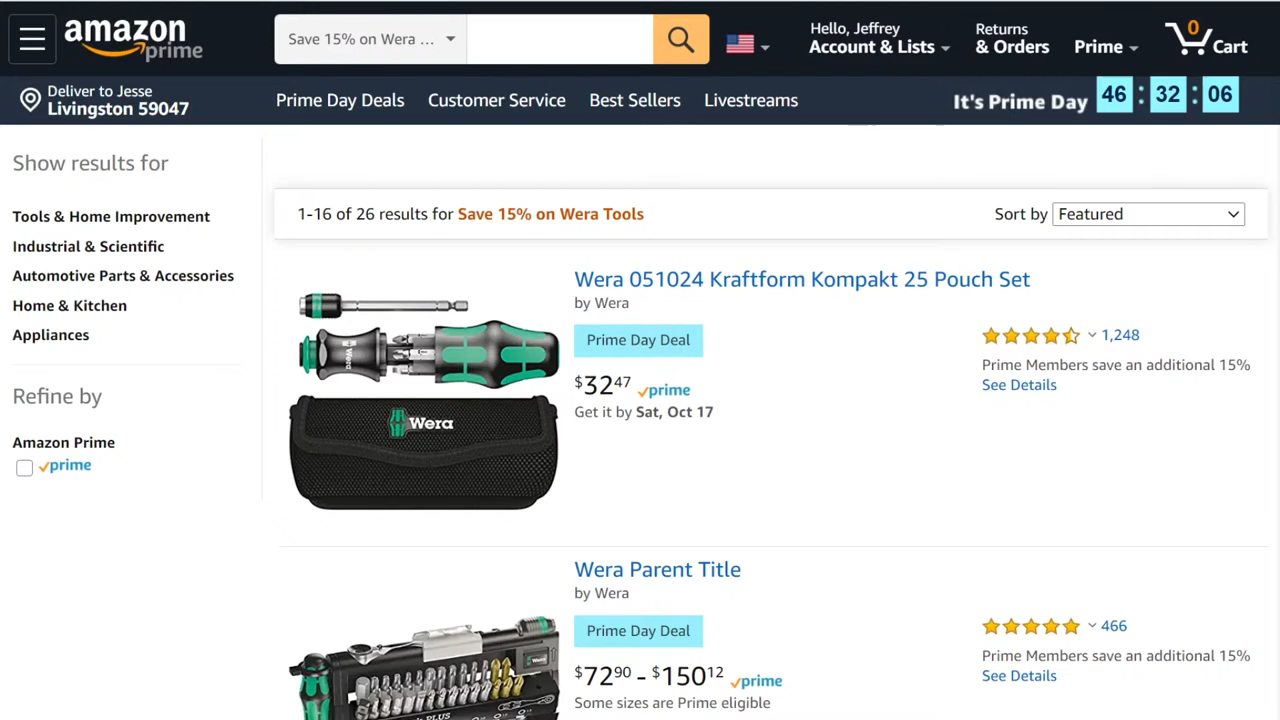 amazon prime
Save 15% on Wera ...
Hello, Jeffrey
Account & Lists
Returns
& Orders
Prime
0
Cart
Deliver to Jesse
Livingston 59047
Prime Day Deals
Customer Service
Best Sellers
Livestreams
It's Prime Day 46 : 32 : 06
Show results for
Tools & Home Improvement
Industrial & Scientific
Automotive Parts & Accessories
Home & Kitchen
Appliances
Refine by
Amazon Prime
prime
1-16 of 26 results for Save 15% on Wera Tools
Sort by Featured
Wera 051024 Kraftform Kompakt 25 Pouch Set
by Wera
Prime Day Deal
$32 47 prime
Get it by Sat, Oct 17
1,248
Prime Members save an additional 15%
See Details
Wera
Wera
Wera Parent Title
by Wera
Prime Day Deal
$72 90 - $150 12 prime
Some sizes are Prime eligible
466
Prime Members save an additional 15%
See Details
Wera
PLUS